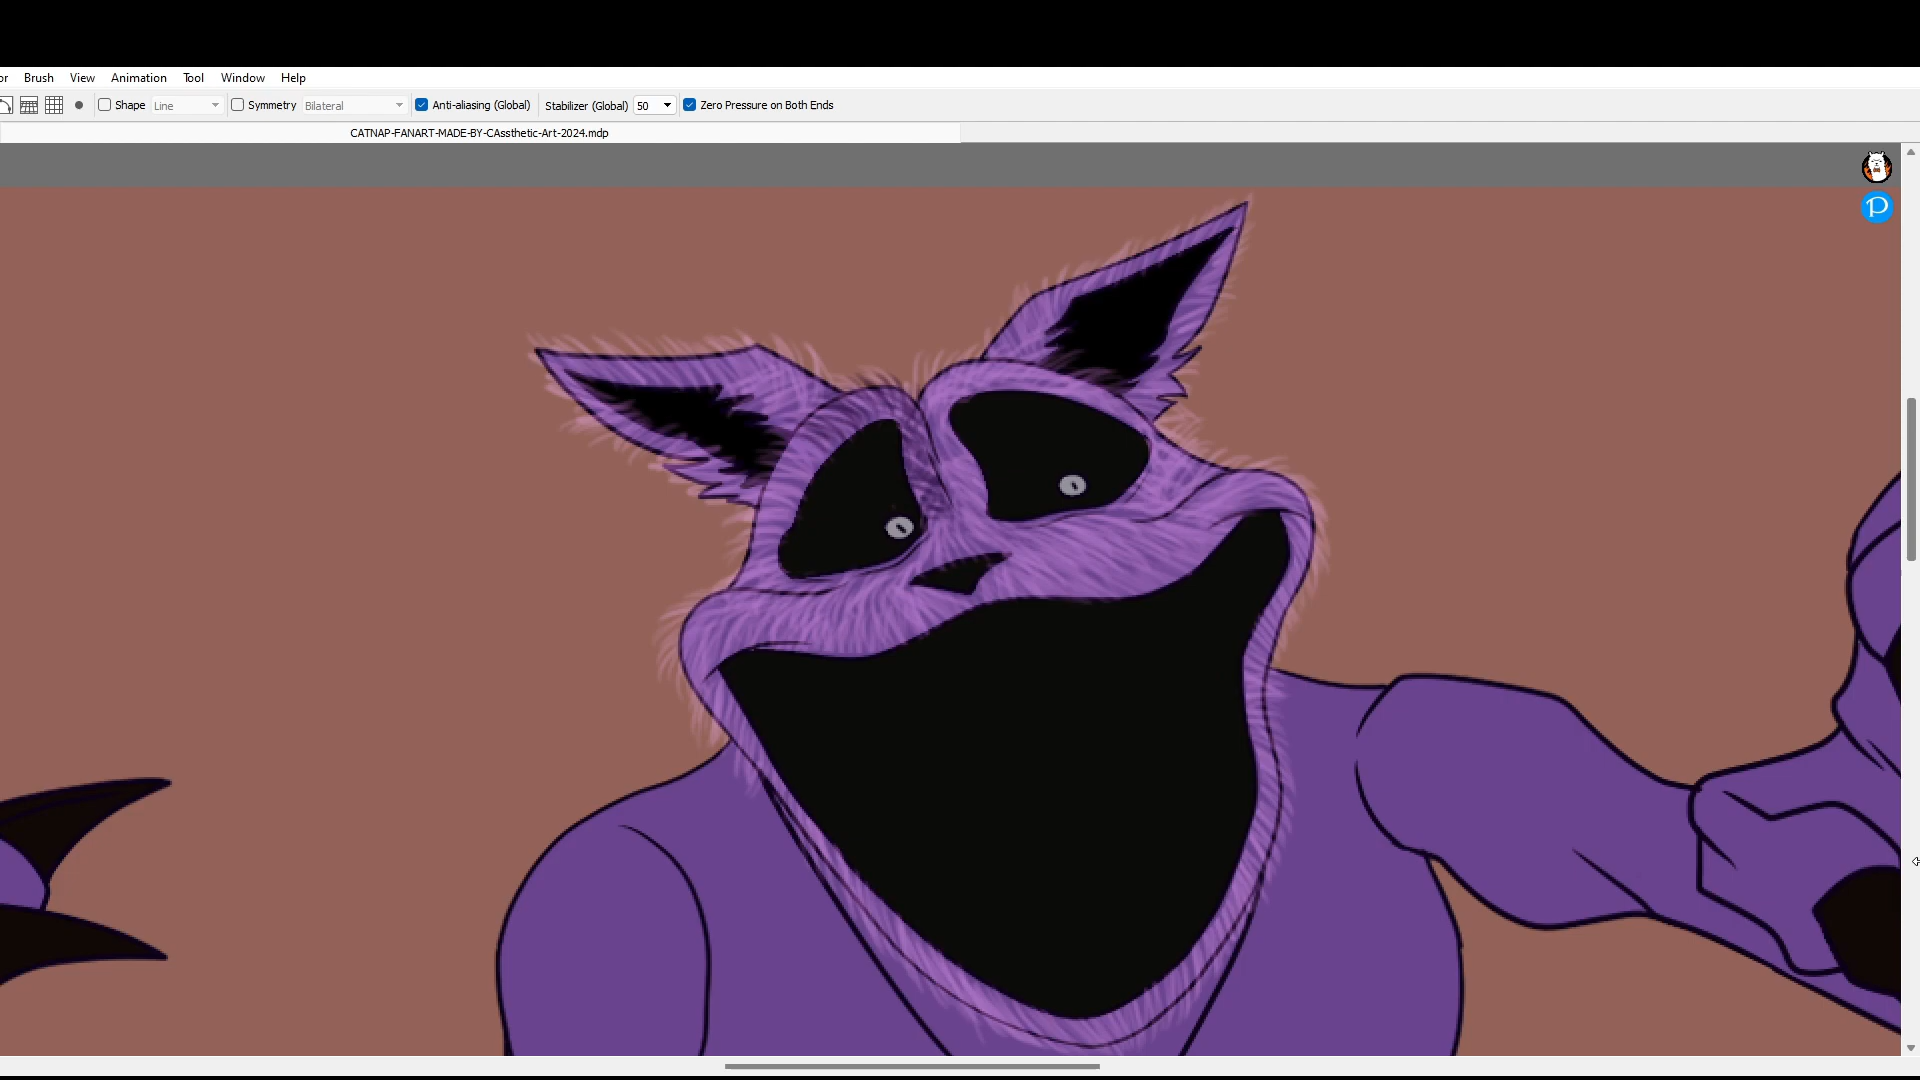 or Brush View Animation Tool Window Help
Shape Line Symmetry Bilateral Anti-aliasing (Global) Stabilizer (Global) 50 Zero Pressure on Both Ends
CATNAP-FANART-MADE-BY-CAssthetic-Art-2024.mdp
P